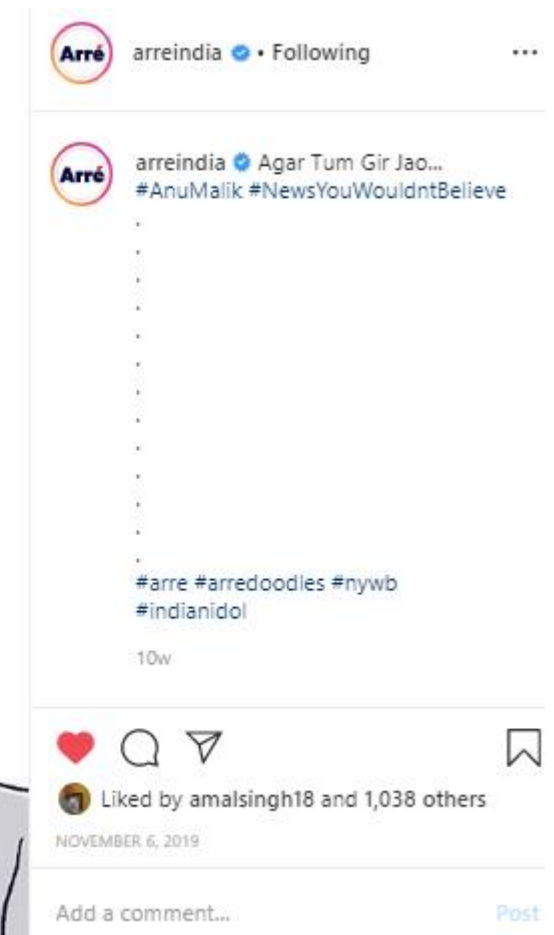 Arré
arreindia • Following
Arré
arreindia Agar Tum Gir Jao...
#AnuMalik #NewsYouWouldntBelieve
.
.
.
.
.
.
.
.
.
.
.
.
.
#arre #arredoodles #nywb
#indianidol
10w
Liked by amalsingh18 and 1,038 others
NOVEMBER 6, 2019
Add a comment... Post